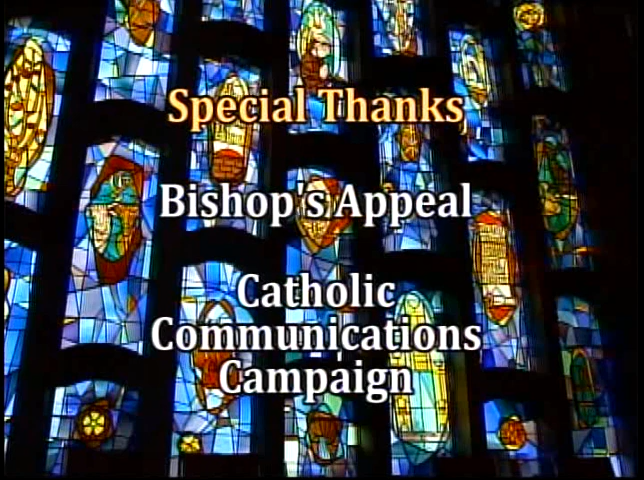 Special Thanks
Bishop's Appeal
Catholic
Communications
Campaign